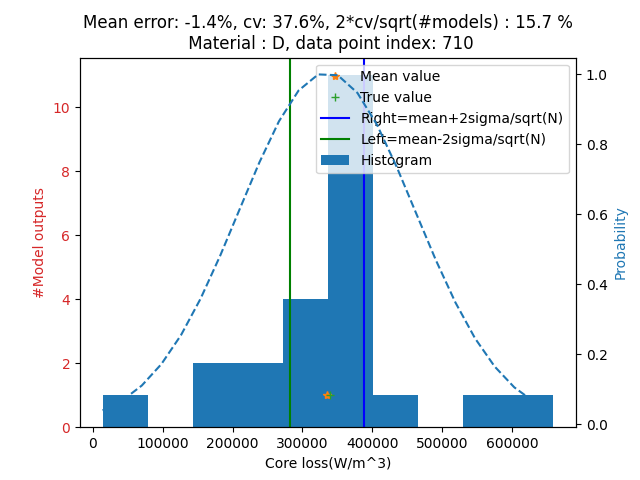 Mean error: -1.4%, cv: 37.6%, 2*cv/sqrt(#models) : 15.7 %
Material : D, data point index: 710
Mean value
True value
Right=mean+2sigma/sqrt(N)
Left=mean-2sigma/sqrt(N)
Histogram
#Model outputs
10
8
6
4
2
0
1.0
0.8
0.6
0.4
0.2
0.0
Probability
0 100000 200000 300000 400000 500000 600000
Core loss(W/m^3)